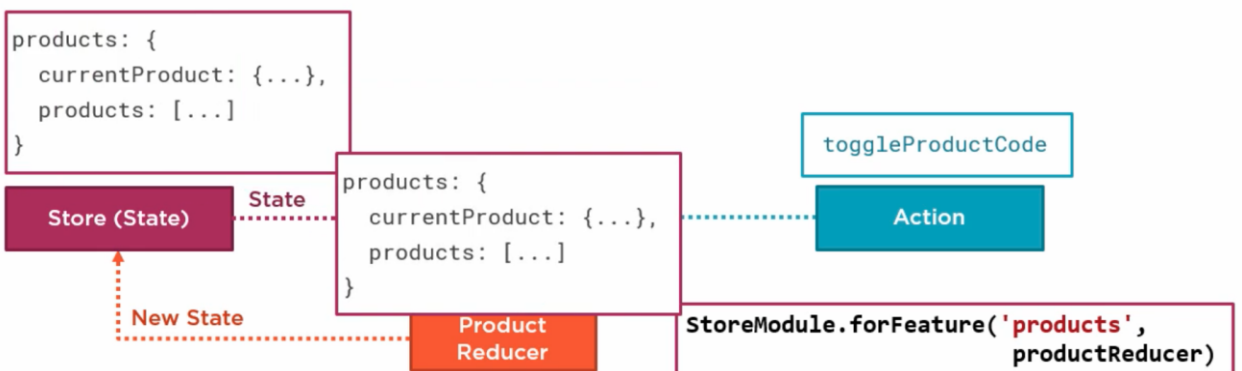 products: {
  currentProduct: {...},
  products: [...]
}
toggleProductCode
Store (State)
State
products: {
  currentProduct: {...},
  products: [...]
}
Action
New State
Product
Reducer
StoreModule.forFeature('products',
productReducer)